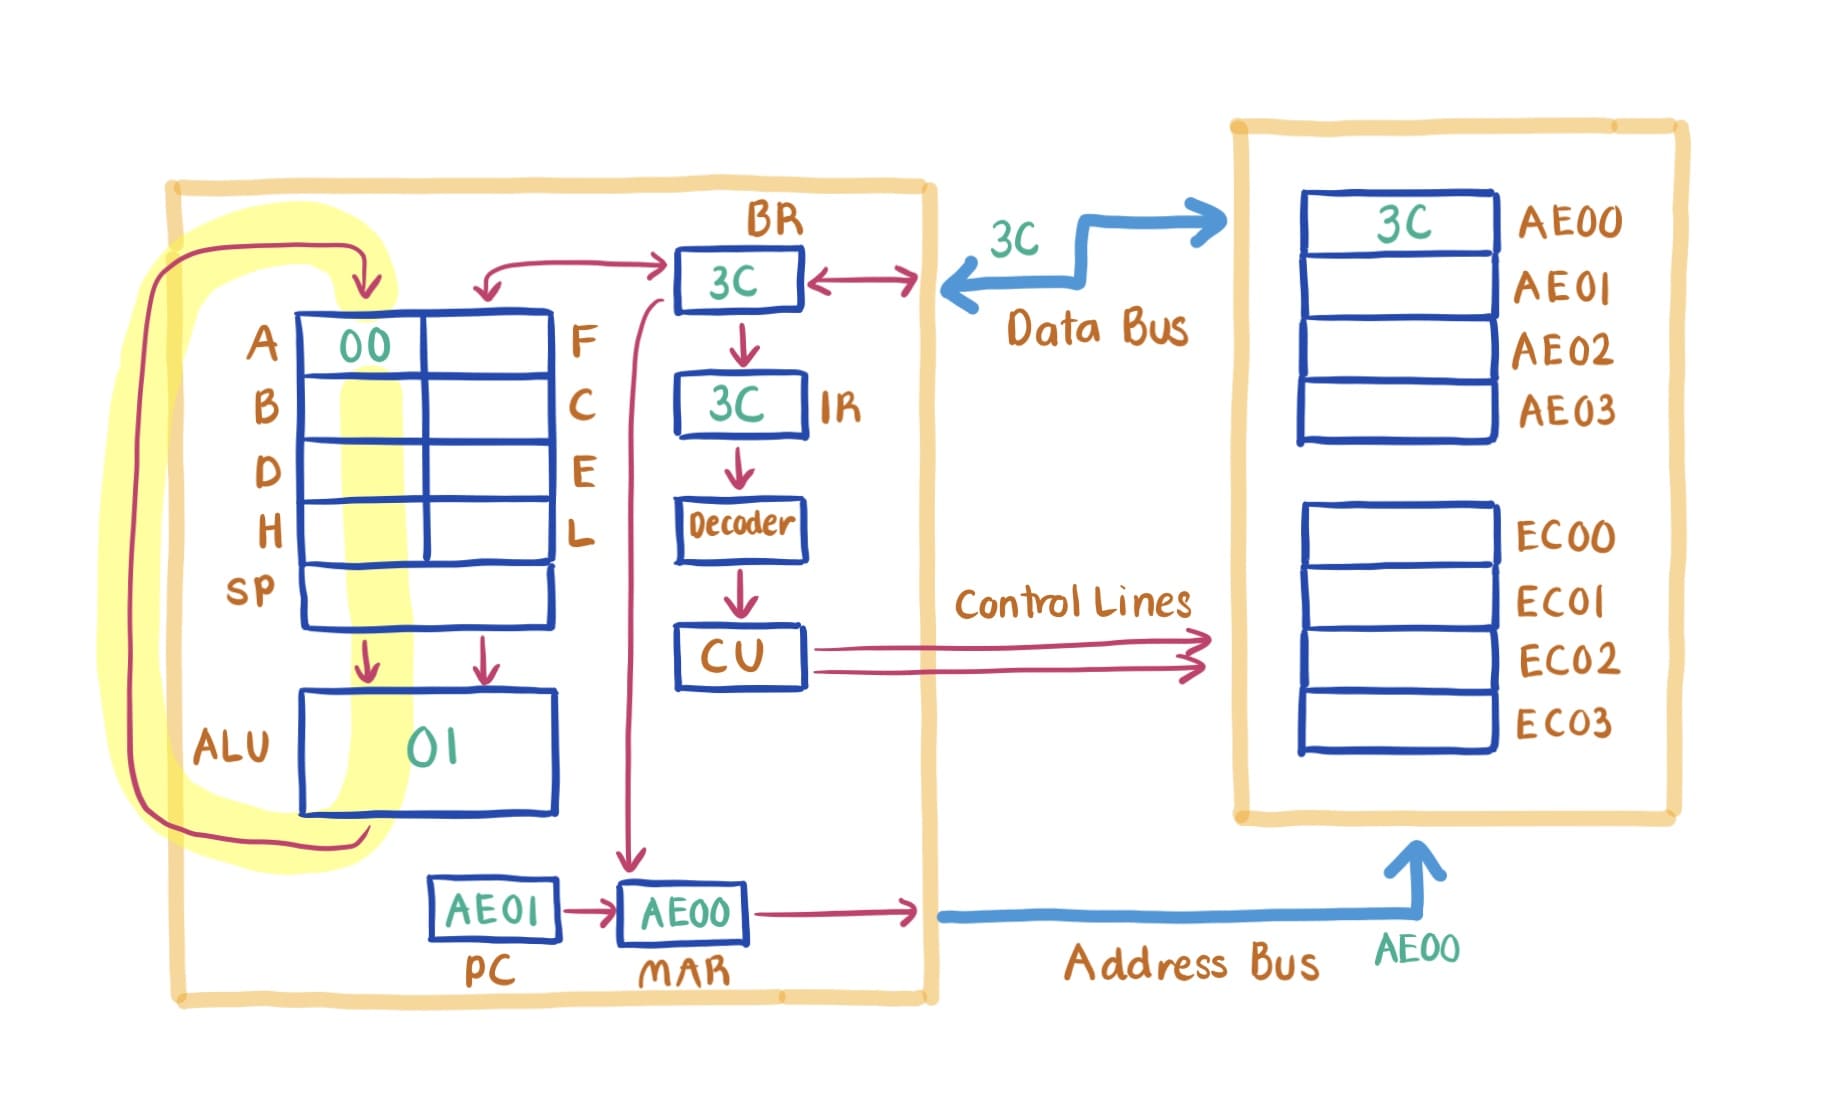 BR
3C
3C
Data Bus
A
00
F
B
C
D
E
H
L
SP
ALU
01
3C
IR
Decoder
CU
Control Lines
AE01
PC
AE00
MAR
Address Bus
AE00
3C
AE00
AE01
AE02
AE03
EC00
EC01
EC02
EC03